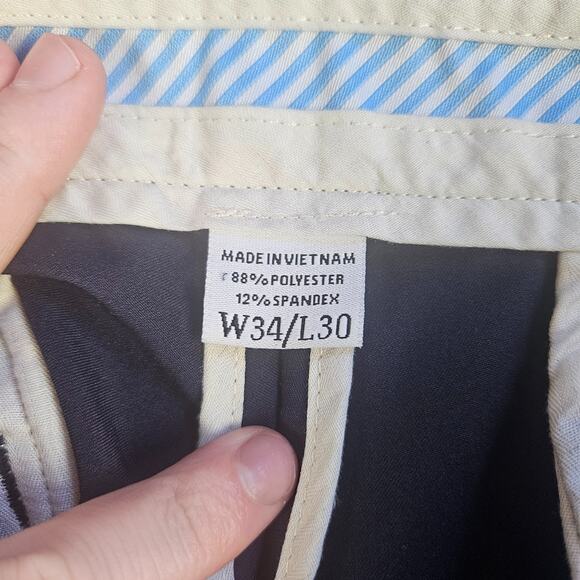 MADE IN VIETNAM
88% POLYESTER
12% SPANDEX
W34/L30